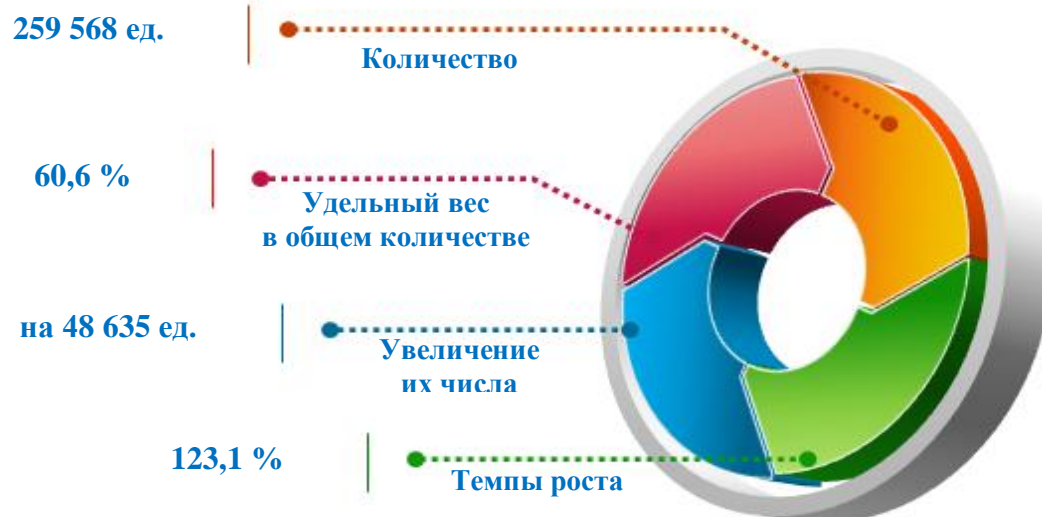 259 568 ед.
Количество
60,6 %
Удельный вес
в общем количестве
на 48 635 ед.
Увеличение
их числа
123,1 %
Темпы роста